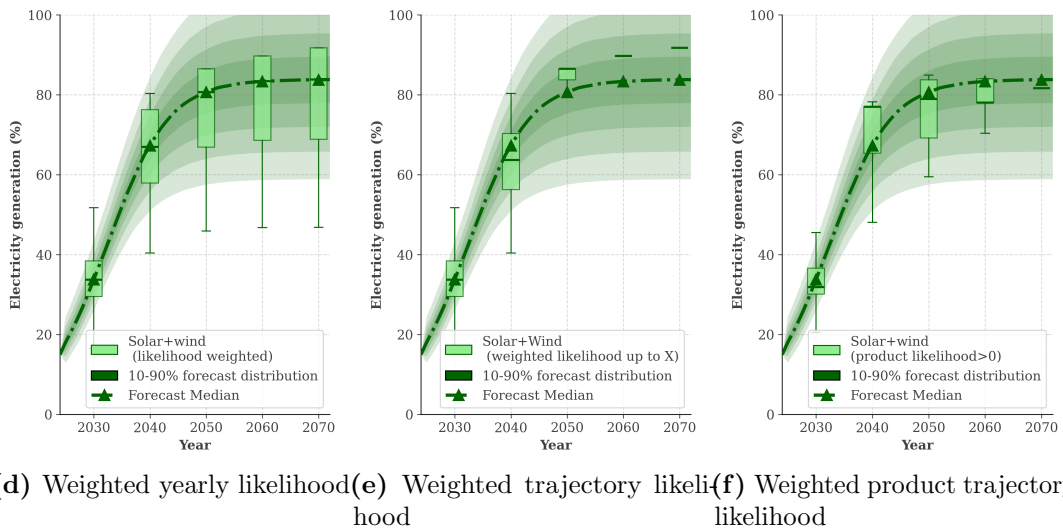 100
80
60
40
20
0
Electricity generation (%)
Solar+wind
(likelihood weighted)
10-90% forecast distribution
Forecast Median
2030 2040 2050 2060 2070
Year
100
80
60
40
20
0
Electricity generation (%)
Solar+Wind
(weighted likelihood up to X)
10-90% forecast distribution
Forecast Median
2030 2040 2050 2060 2070
Year
100
80
60
40
20
0
Electricity generation (%)
Solar+wind
(product likelihood>0)
10-90% forecast distribution
Forecast Median
2030 2040 2050 2060 2070
Year
d) Weighted yearly likelihood
(e) Weighted trajectory likeli-
hood
(f) Weighted product trajector
likelihood